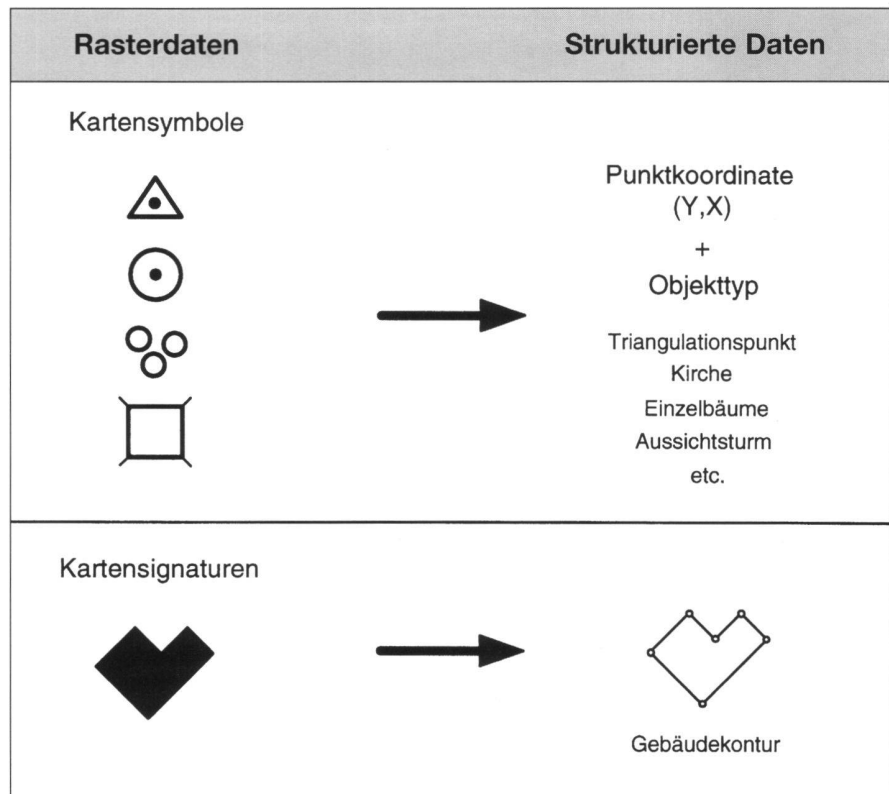 Rasterdaten
Strukturierte Daten
Kartensymbole
Punktkoordinate
(Y,X)
+
Objekttyp
Triangulationspunkt
Kirche
Einzelbäume
Aussichtsturm
etc.
Kartensignaturen
Gebäudekontur